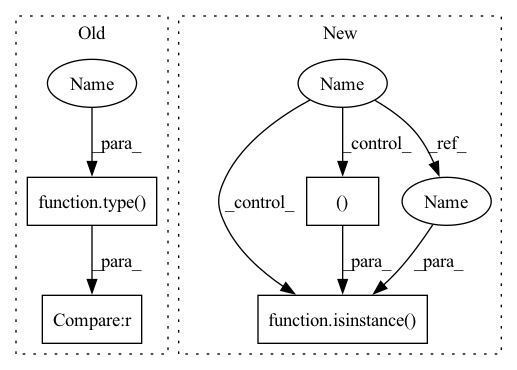 Old
New
Name
Name
_para_
_control_
_ref_
function.type()
_control_
()
Name
_para_
_para_
_para_
Compare:r
function.isinstance()